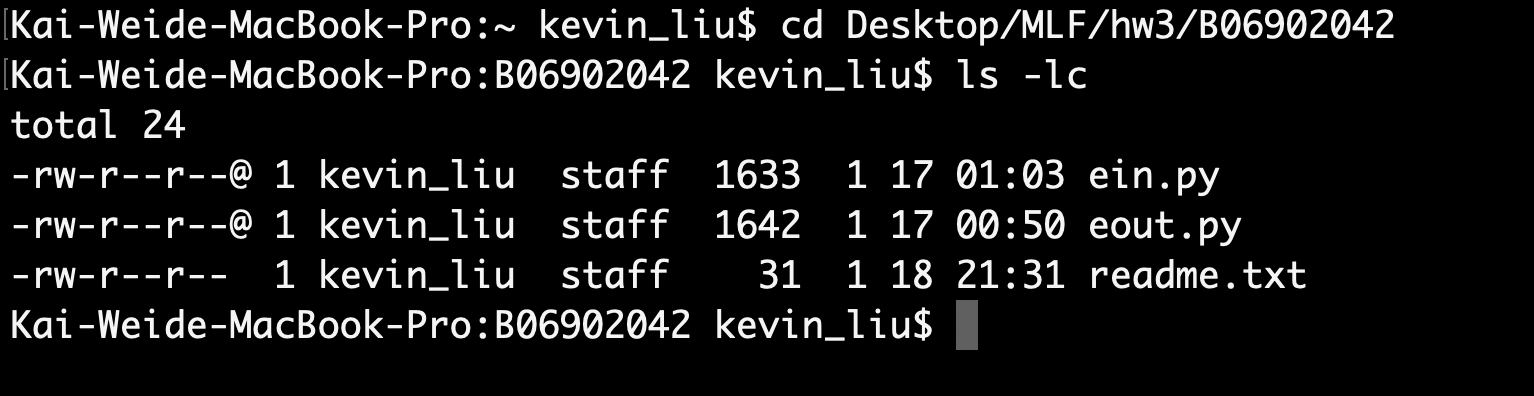 [Kai-Weide-MacBook-Pro:~ kevin_liu$ cd Desktop/MLF/hw3/B06902042
[Kai-Weide-MacBook-Pro:B06902042 kevin_liu$ ls -lc
total 24
-rw-r--r--@ 1 kevin_liu  staff  1633  1 17 01:03 ein.py
-rw-r--r--@ 1 kevin_liu  staff  1642  1 17 00:50 eout.py
-rw-r--r--  1 kevin_liu  staff    31  1 18 21:31 readme.txt
Kai-Weide-MacBook-Pro:B06902042 kevin_liu$